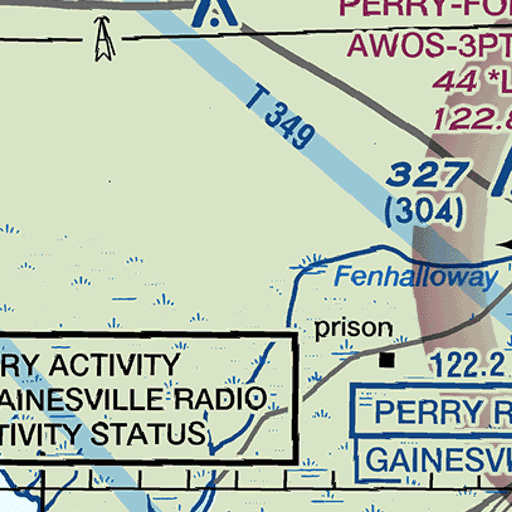 PERRY-FO
AWOS-3PT
44 *L
122.8
T 349
327
(304)
Fenhalloway
prison
RY ACTIVITY
AINESVILLE RADIO
TIVITY STATUS
122.2
PERRY R
GAINESV